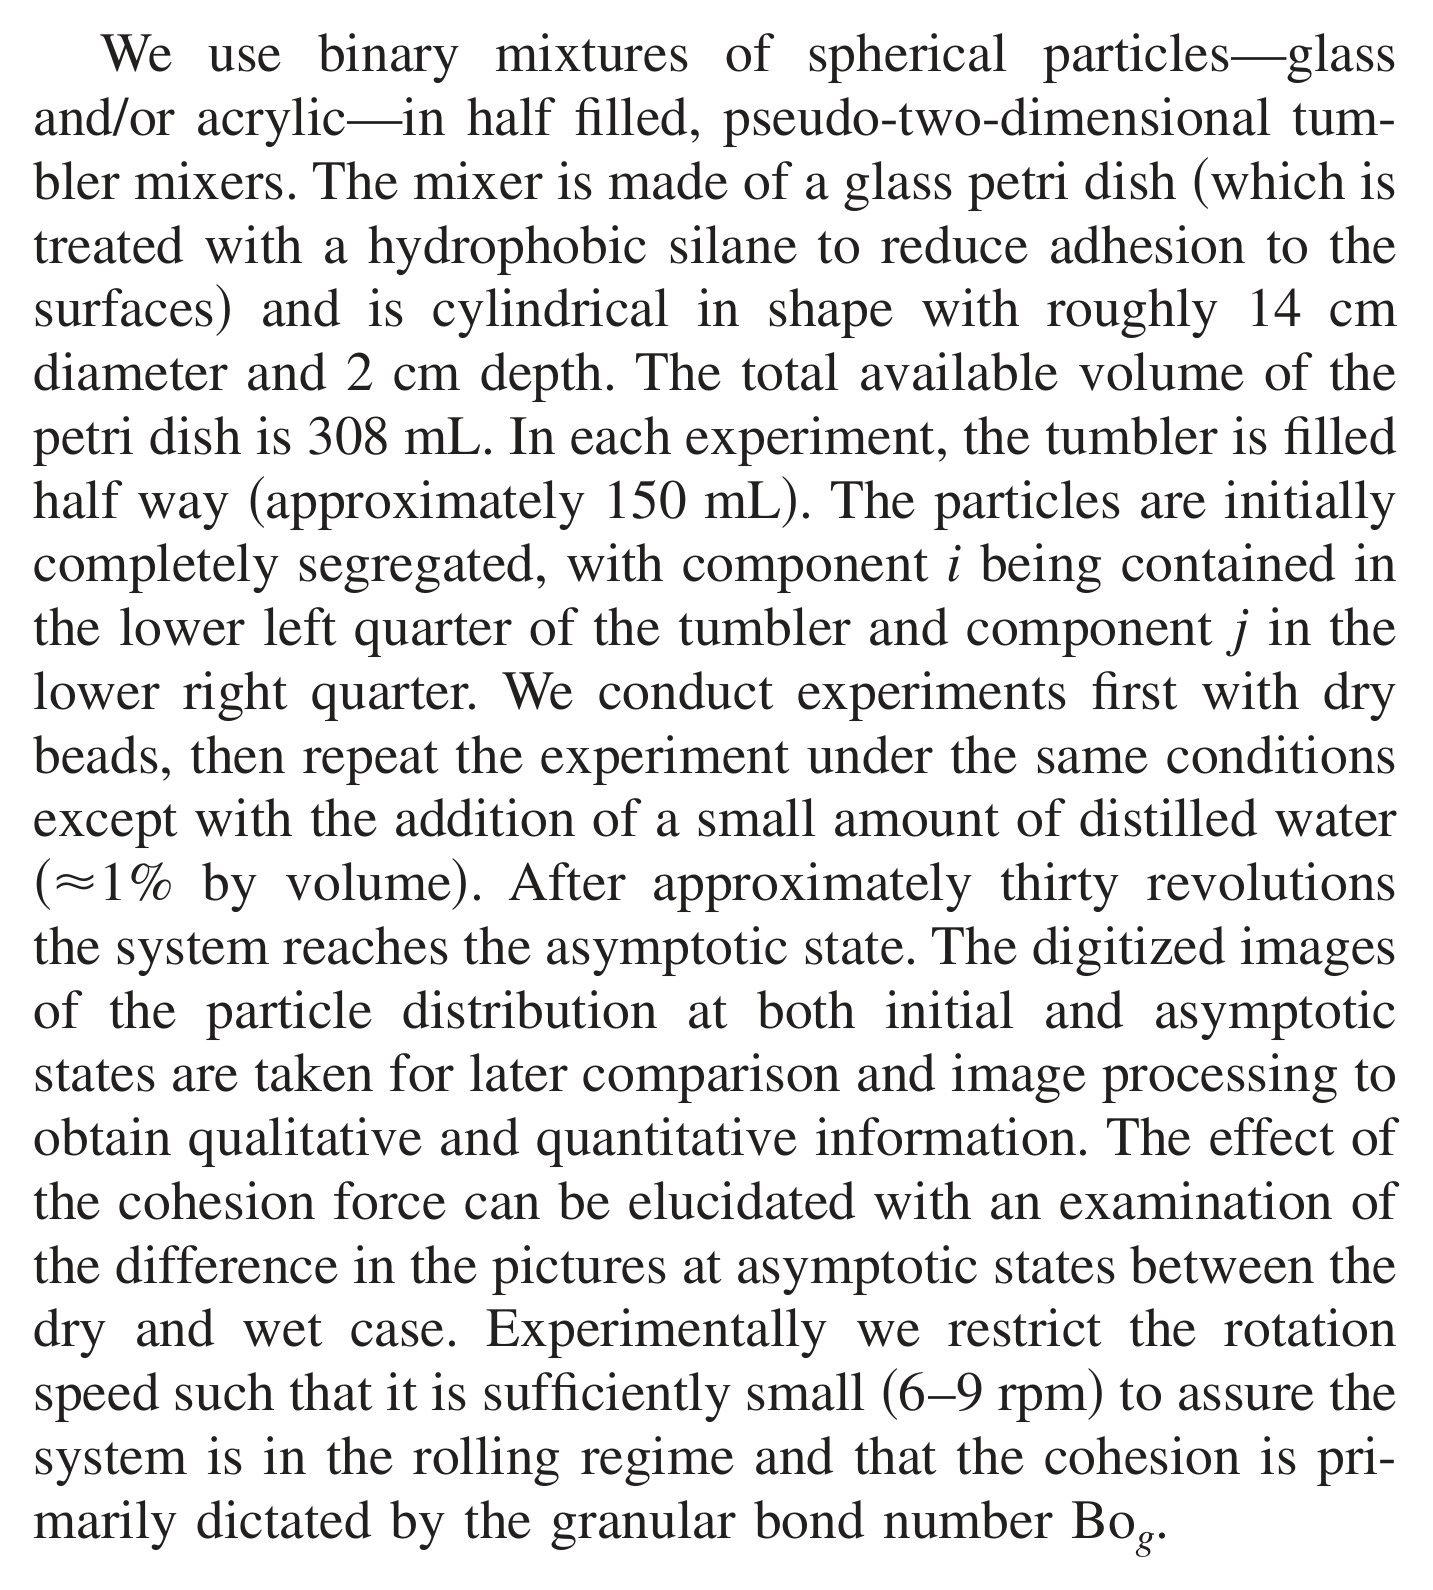 We use binary mixtures of spherical particles—glass
and/or acrylic—in half filled, pseudo-two-dimensional tum-
bler mixers. The mixer is made of a glass petri dish (which is
treated with a hydrophobic silane to reduce adhesion to the
surfaces) and is cylindrical in shape with roughly 14 cm
diameter and 2 cm depth. The total available volume of the
petri dish is 308 mL. In each experiment, the tumbler is filled
half way (approximately 150 mL). The particles are initially
completely segregated, with component i being contained in
the lower left quarter of the tumbler and component j in the
lower right quarter. We conduct experiments first with dry
beads, then repeat the experiment under the same conditions
except with the addition of a small amount of distilled water
(≈1% by volume). After approximately thirty revolutions
the system reaches the asymptotic state. The digitized images
of the particle distribution at both initial and asymptotic
states are taken for later comparison and image processing to
obtain qualitative and quantitative information. The effect of
the cohesion force can be elucidated with an examination of
the difference in the pictures at asymptotic states between the
dry and wet case. Experimentally we restrict the rotation
speed such that it is sufficiently small (6–9 rpm) to assure the
system is in the rolling regime and that the cohesion is pri-
marily dictated by the granular bond number Bo_g.